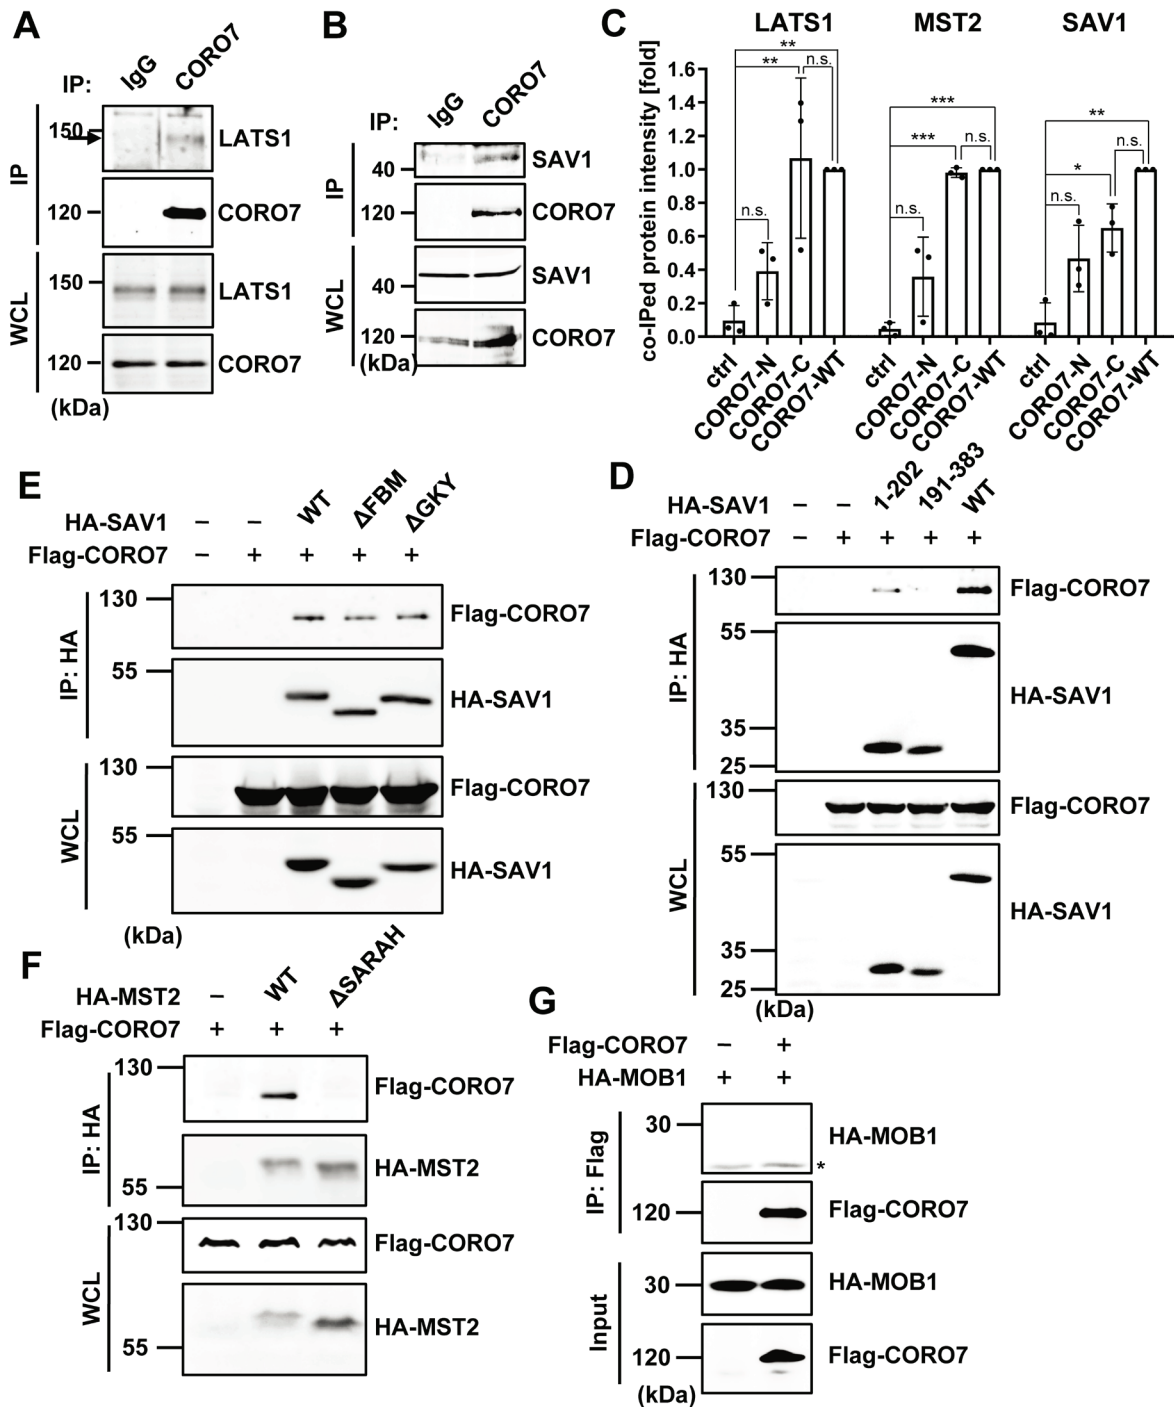 A
IP:
IgG
CORO7
IP
150
LATS1
120
CORO7
WCL
150
LATS1
120
CORO7
(kDa)
B
IP:
IgG
CORO7
IP
40
SAV1
120
CORO7
WCL
40
SAV1
120
CORO7
(kDa)
C
LATS1 MST2 SAV1
co-IPed protein intensity [fold]
1.6
1.4
1.2
1.0
0.8
0.6
0.4
0.2
0.0
**
** n.s.
n.s.
***
*** n.s.
n.s.
**
n.s.
*
n.s.
ctrl CORO7-N CORO7-C CORO7-WT
ctrl CORO7-N CORO7-C CORO7-WT
ctrl CORO7-N CORO7-C CORO7-WT
E
HA-SAV1 – – WT ΔFBM ΔGKY
Flag-CORO7 – + + + +
IP: HA
130
Flag-CORO7
55
HA-SAV1
WCL
130
Flag-CORO7
55
HA-SAV1
(kDa)
D
HA-SAV1 – – 1-202 191-383 WT
Flag-CORO7 – + + + +
IP: HA
130
Flag-CORO7
55
HA-SAV1
35
25
WCL
130
Flag-CORO7
55
HA-SAV1
35
25
(kDa)
F
HA-MST2 – WT ΔSARAH
Flag-CORO7 + + +
IP: HA
130
Flag-CORO7
HA-MST2
55
WCL
130
Flag-CORO7
HA-MST2
55
G
Flag-CORO7 – +
HA-MOB1 + +
IP: Flag
30
HA-MOB1
*
120
Flag-CORO7
Input
30
HA-MOB1
120
Flag-CORO7
(kDa)